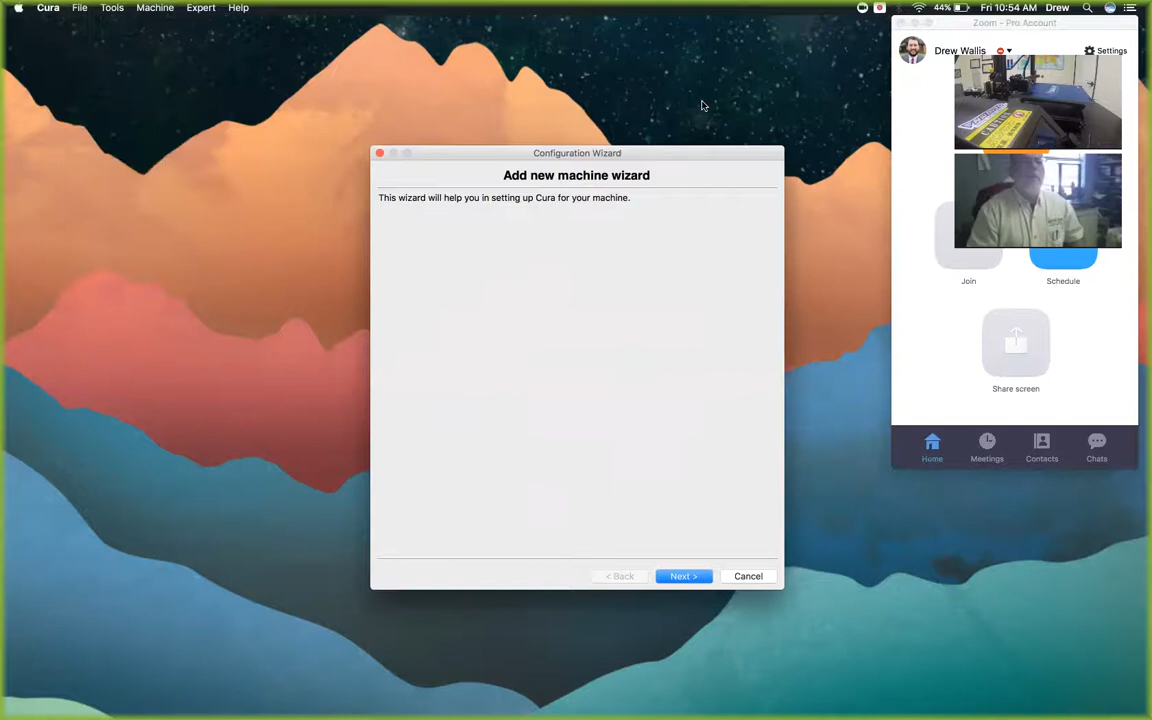 Cura File Tools Machine Expert Help
44% Fri 10:54 AM Drew
Zoom - Pro Account
Drew Wallis
Settings
CAUTION
Join
Schedule
Share screen
Home
Meetings
Contacts
Chats
Configuration Wizard
Add new machine wizard
This wizard will help you in setting up Cura for your machine.
< Back
Next >
Cancel